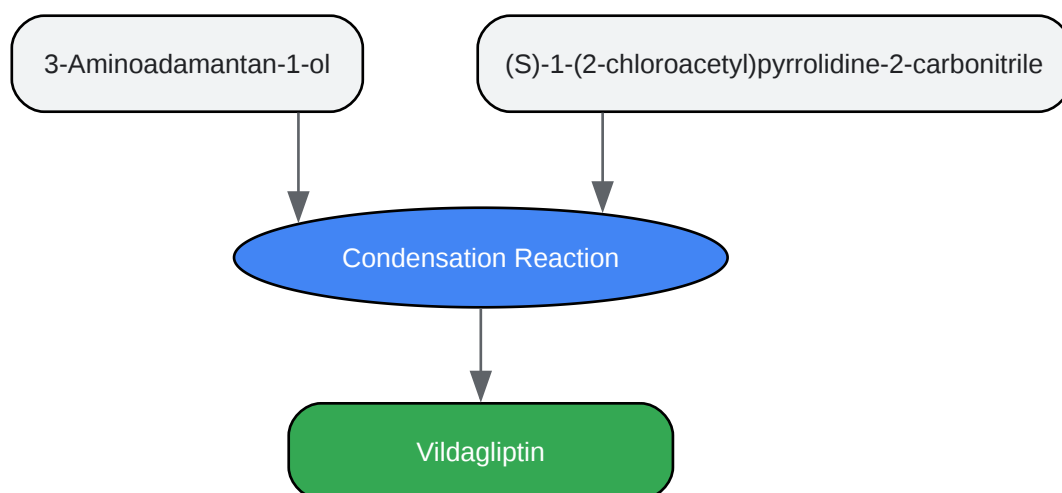 3-Aminoadamantan-1-ol
(S)-1-(2-chloroacetyl)pyrrolidine-2-carbonitrile
Condensation Reaction
Vildagliptin